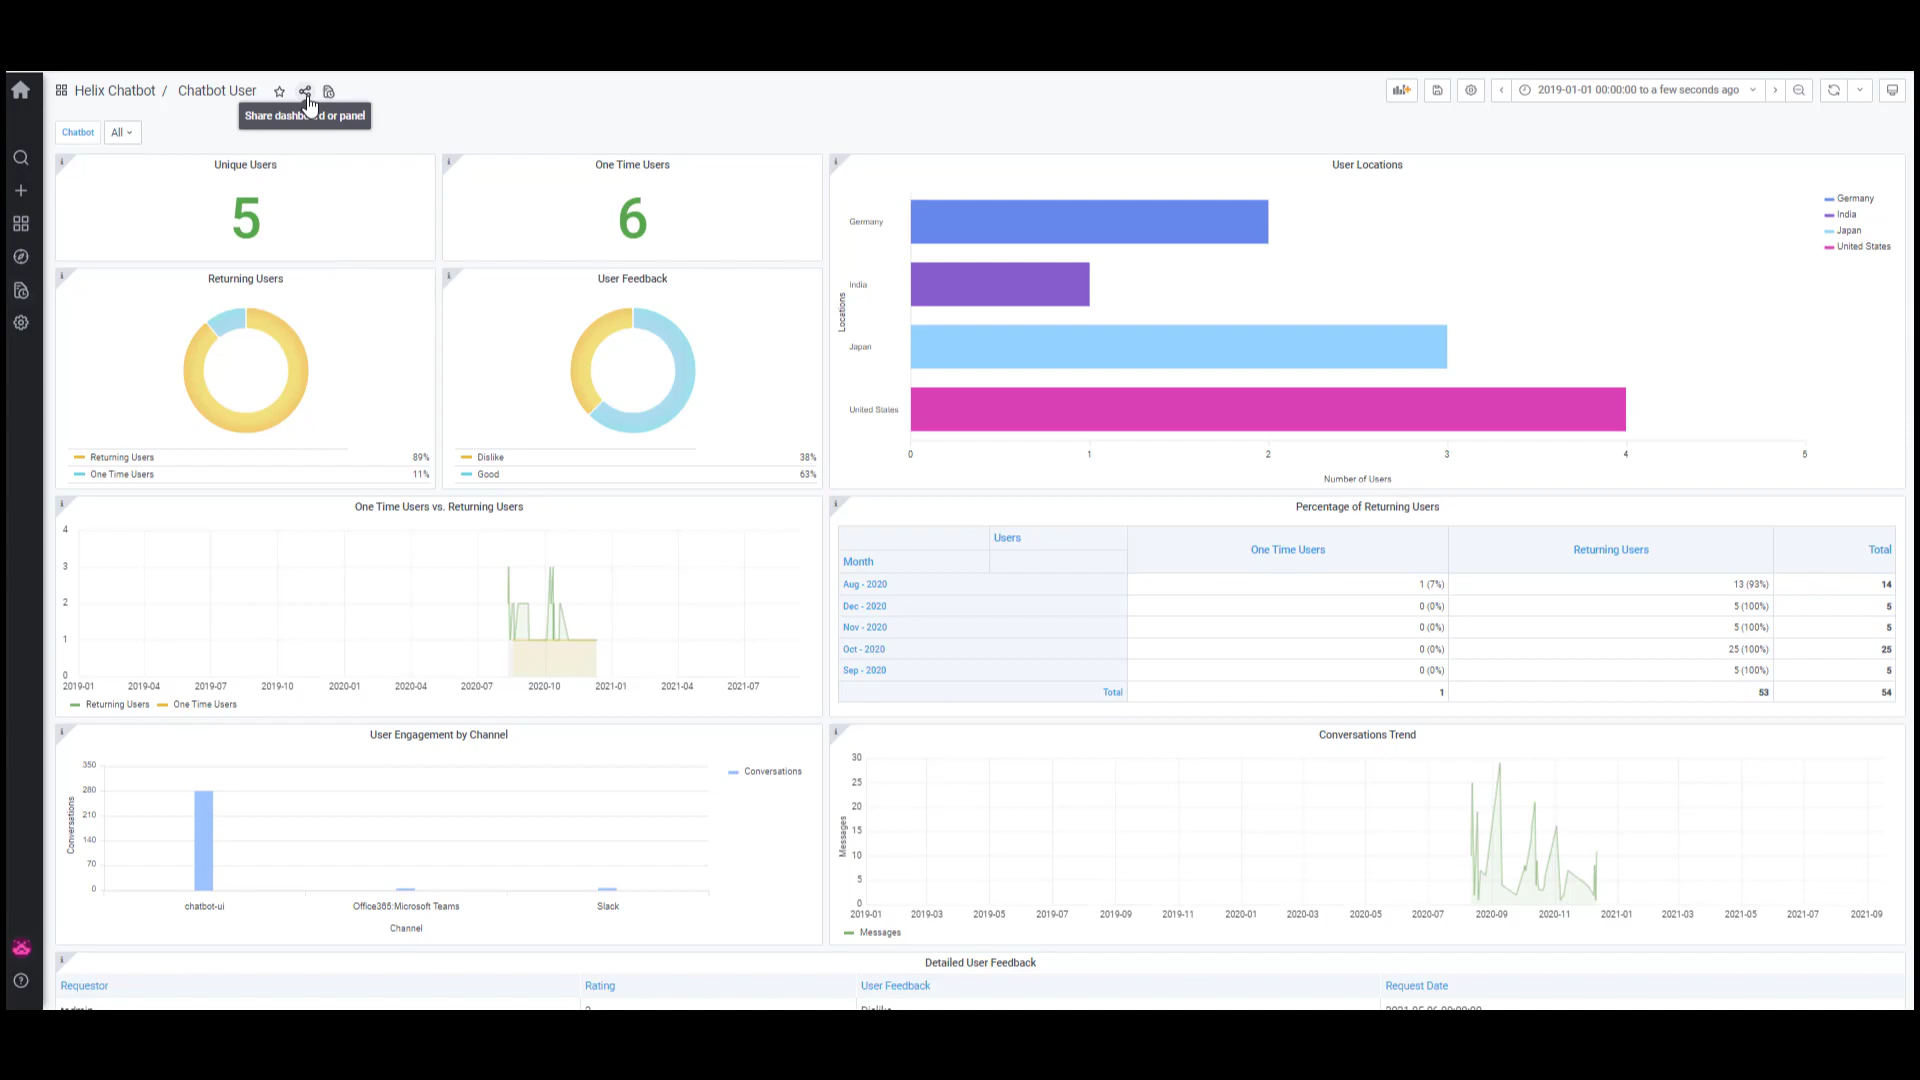 Helix Chatbot / Chatbot User
2019-01-01 00:00:00 to a few seconds ago
Share dashb d or panel
Chatbot All
Unique Users
5
One Time Users
6
User Locations
Germany
India
Japan
United States
Locations
0 1 2 3 4 5
Number of Users
Germany
India
Japan
United States
Returning Users
Returning Users 89%
One Time Users 11%
User Feedback
Dislike 38%
Good 63%
One Time Users vs. Returning Users
4
3
2
1
0
2019-01 2019-04 2019-07 2019-10 2020-01 2020-04 2020-07 2020-10 2021-01 2021-04 2021-07
Returning Users One Time Users
Percentage of Returning Users
Users
Month One Time Users Returning Users Total
Aug - 2020 1 (7%) 13 (93%) 14
Dec - 2020 0 (0%) 5 (100%) 5
Nov - 2020 0 (0%) 5 (100%) 5
Oct - 2020 0 (0%) 25 (100%) 25
Sep - 2020 0 (0%) 5 (100%) 5
Total 1 53 54
User Engagement by Channel
350
280
210
140
70
0
Conversations
chatbot-ui Office365:Microsoft Teams Slack
Channel
Conversations
Conversations Trend
30
25
20
15
10
5
0
Messages
2019-01 2019-03 2019-05 2019-07 2019-09 2019-11 2020-01 2020-03 2020-05 2020-07 2020-09 2020-11 2021-01 2021-03 2021-05 2021-07 2021-09
Messages
Detailed User Feedback
Requestor Rating User Feedback Request Date